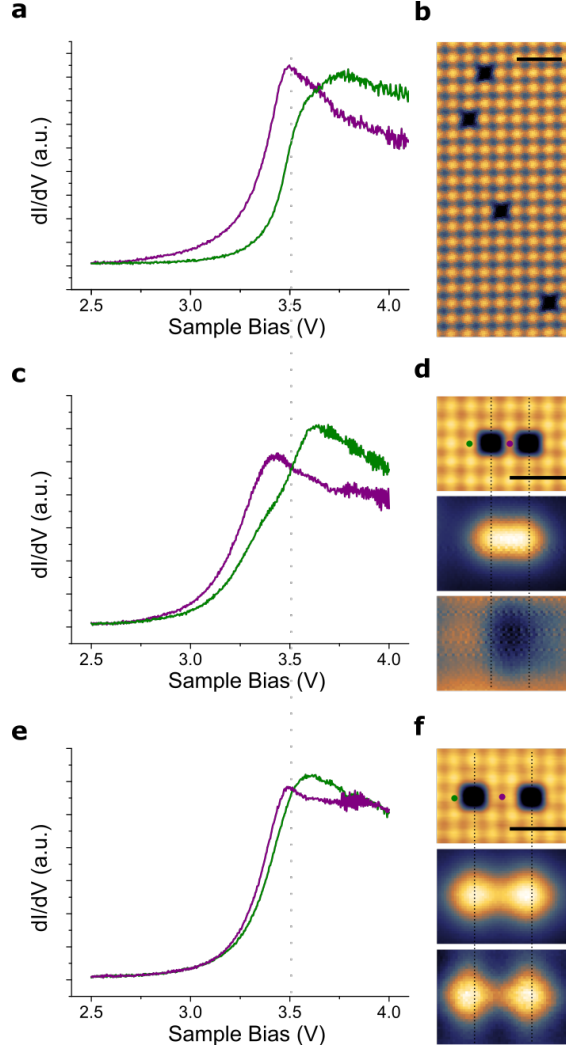 a
b
dI/dV (a.u.)
2.5 3.0 3.5 4.0
Sample Bias (V)
c
d
dI/dV (a.u.)
2.5 3.0 3.5 4.0
Sample Bias (V)
e
f
dI/dV (a.u.)
2.5 3.0 3.5 4.0
Sample Bias (V)